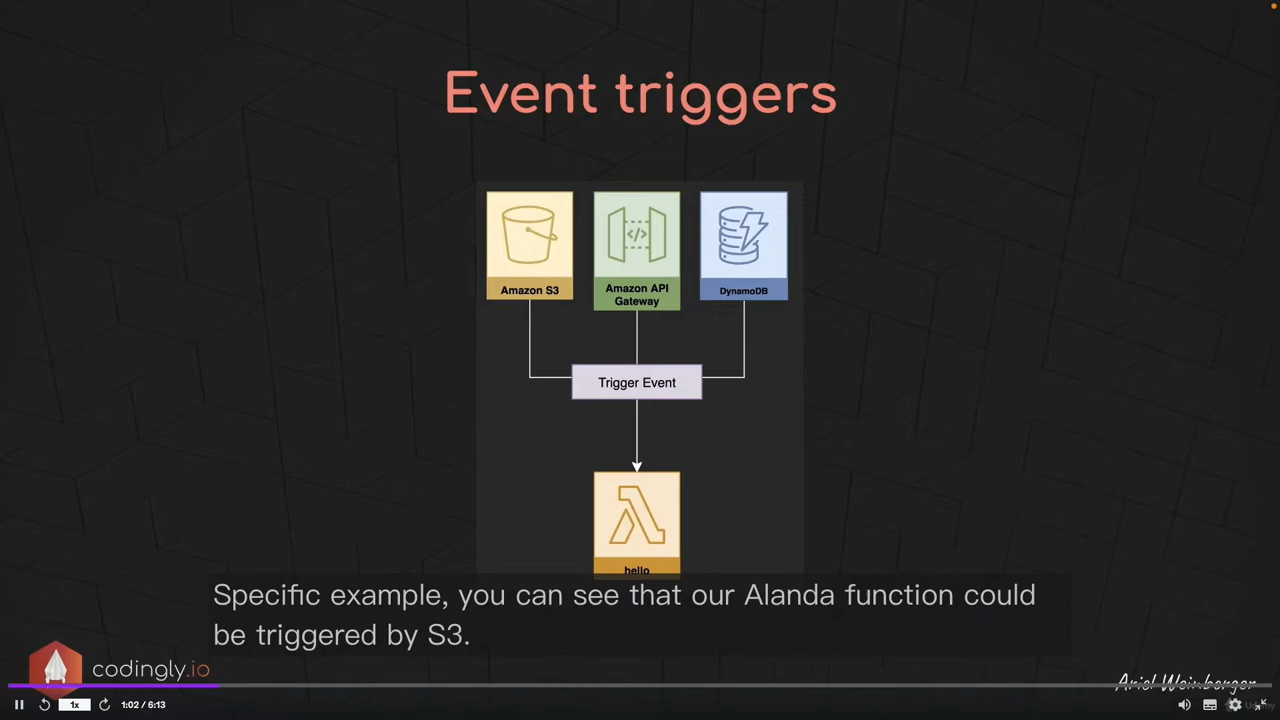 Event triggers
</>
Amazon S3
Amazon API
Gateway
DynamoDB
Trigger Event
hello
Specific example, you can see that our Alanda function could
be triggered by S3.
codingly.io
Ariel Weinberger
1x
1:02 / 6:13
Udemy